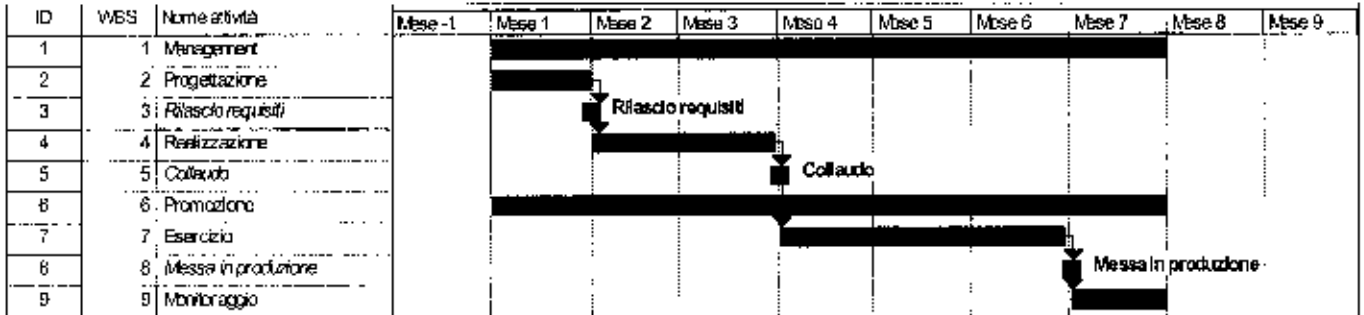 ID WBS Nome attività Mese -1 Mese 1 Mese 2 Mese 3 Mese 4 Mese 5 Mese 6 Mese 7 Mese 8 Mese 9
1 1 Management
2 2 Progettazione
3 3 Rilascio requisiti Rilascio requisiti
4 4 Realizzazione
5 5 Collaudo Collaudo
6 6 Promozione
7 7 Esercizio
8 8 Messa in produzione Messa in produzione
9 9 Monitoraggio